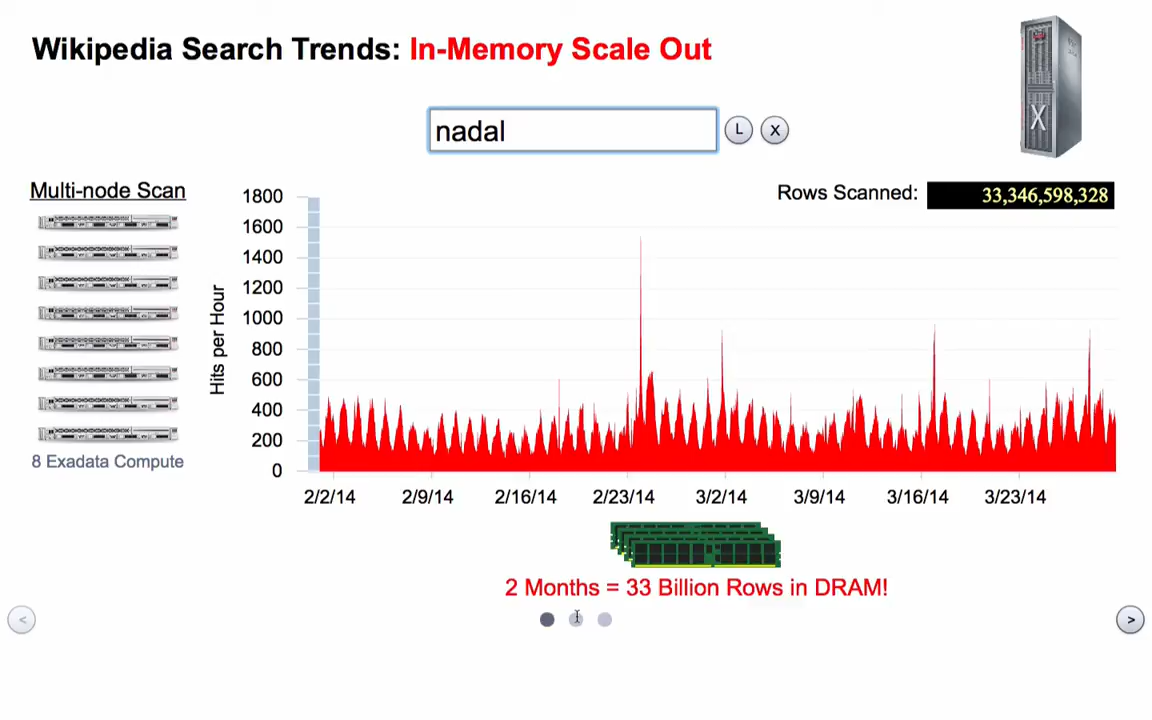 Wikipedia Search Trends: In-Memory Scale Out
nadal
L
X
X
Multi-node Scan
Rows Scanned:
33,346,598,328
1800
1600
1400
1200
1000
800
600
400
200
0
Hits per Hour
8 Exadata Compute
2/2/14
2/9/14
2/16/14
2/23/14
3/2/14
3/9/14
3/16/14
3/23/14
2 Months = 33 Billion Rows in DRAM!
<
>